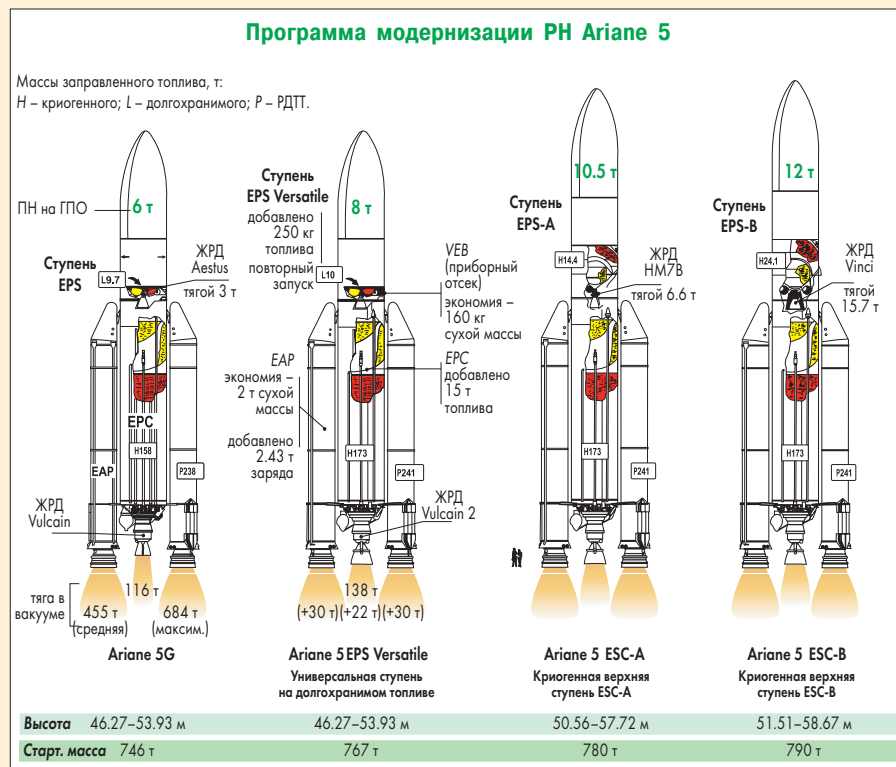 Программа модернизации РН Ariane 5
Массы заправленного топлива, т:
H – криогенного; L – долгохранимого; P – РДТТ.
ПН на ГПО
6 т
Ступень
EPS
L9,7
ЖРД
Aestus
тягой 3 т
EPC
H158
EAP
P238
ЖРД
Vulcain
тяга в
вакууме
116 т
455 т
(средняя)
684 т
(максим.)
Ariane 5G
Ступень
EPS Versatile
добавлено
250 кг
топлива
повторный
запуск
L10
8 т
VEB
(приборный
отсек)
экономия –
160 кг
сухой массы
EAP
экономия –
2 т сухой
массы
добавлено
2.43 т
заряда
EPC
добавлено
15 т
топлива
H173
P241
ЖРД
Vulcain 2
138 т
(+30 т)(+22 т)(+30 т)
Ariane 5 EPS Versatile
Универсальная ступень
на долгохранимом топливе
10.5 т
Ступень
EPS-A
H14,4
ЖРД
HM7B
тягой 6.6 т
H173
P241
Ariane 5 ESC-A
Криогенная верхняя
ступень ESC-A
12 т
Ступень
EPS-B
H24,1
ЖРД
Vinci
тягой
15.7 т
H173
P241
Ariane 5 ESC-B
Криогенная верхняя
ступень ESC-B
Высота 46.27–53.93 м 46.27–53.93 м 50.56–57.72 м 51.51–58.67 м
Старт. масса 746 т 767 т 780 т 790 т